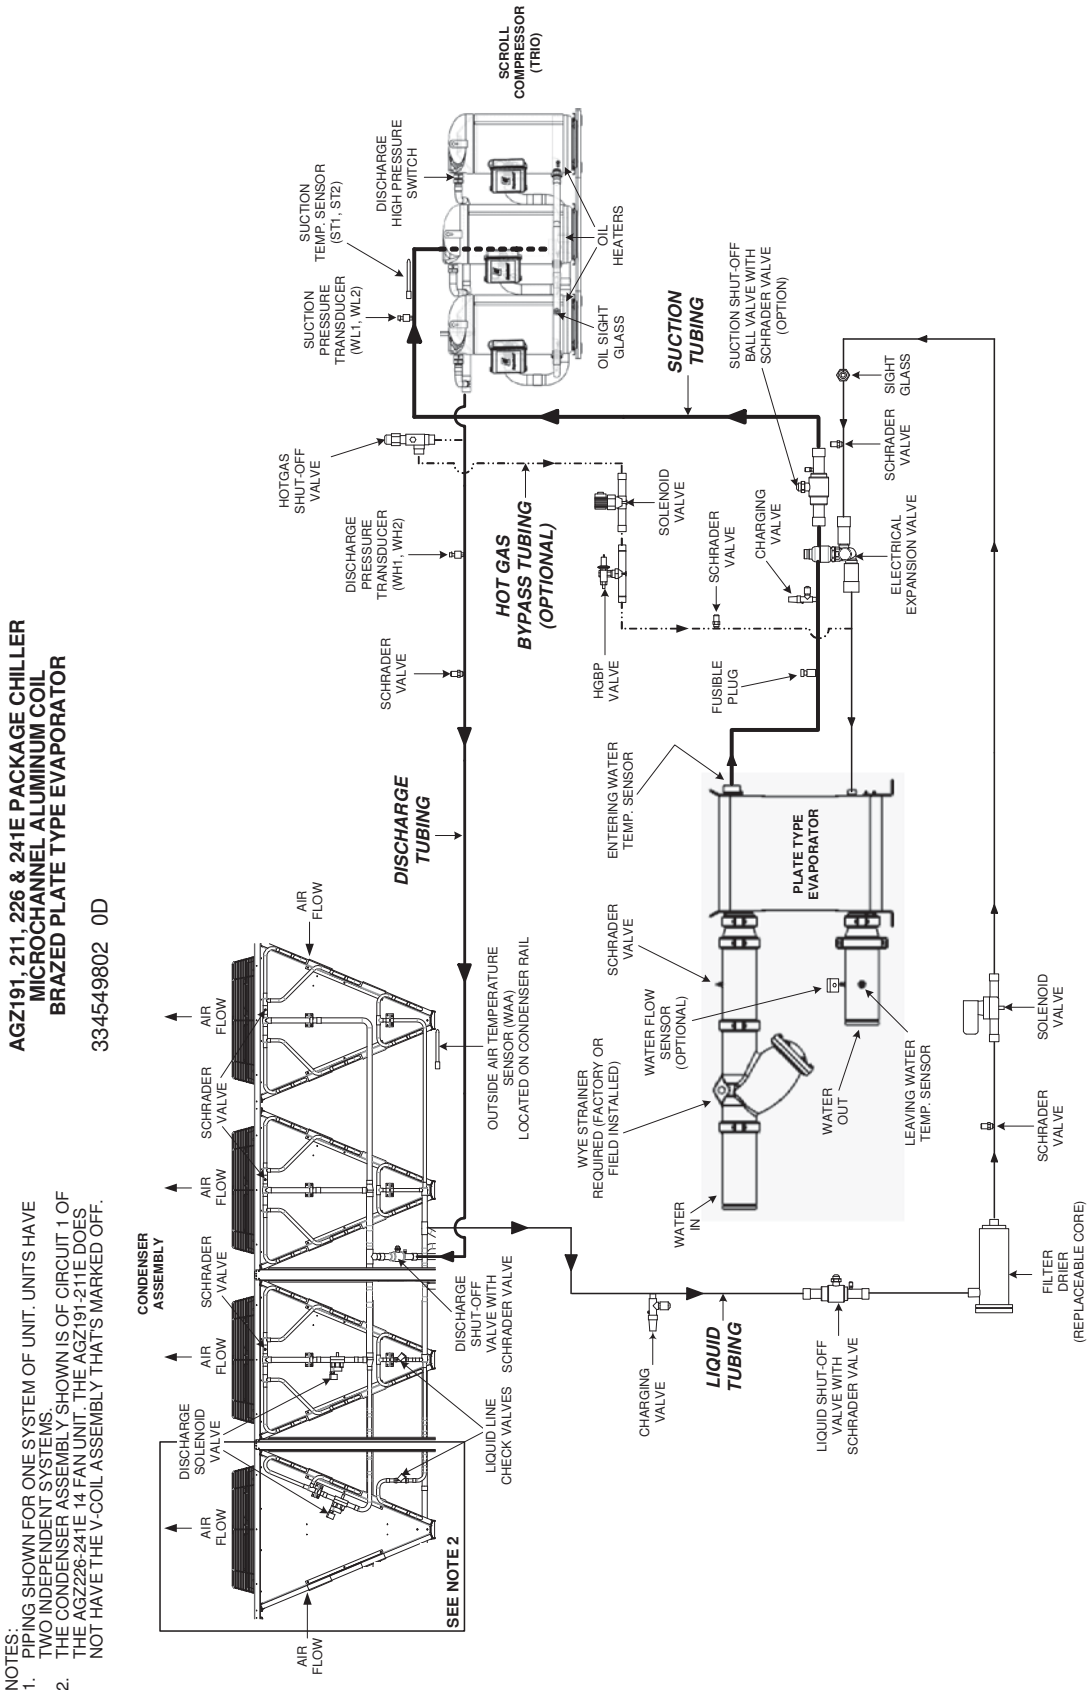 AGZ191, 211, 226 & 241E PACKAGE CHILLER
MICROCHANNEL ALUMINUM COIL
BRAZED PLATE TYPE EVAPORATOR
334549802 0D
NOTES:
1. PIPING SHOWN FOR ONE SYSTEM OF UNIT. UNITS HAVE
TWO INDEPENDENT SYSTEMS.
2. THE CONDENSER ASSEMBLY SHOWN IS OF CIRCUIT 1 OF
THE AGZ226-241E 14 FAN UNIT. THE AGZ191-211E DOES
NOT HAVE THE V-COIL ASSEMBLY THAT'S MARKED OFF.
CONDENSER
ASSEMBLY
AIR
FLOW
AIR
FLOW
DISCHARGE
SOLENOID
VALVE
AIR
FLOW
SCHRADER
VALVE
AIR
FLOW
SCHRADER
VALVE
AIR
FLOW
AIR
FLOW
SEE NOTE 2
LIQUID LINE
CHECK VALVES
DISCHARGE
SHUT-OFF
VALVE WITH
SCHRADER VALVE
OUTSIDE AIR TEMPERATURE
SENSOR (WAA)
LOCATED ON CONDENSER RAIL
DISCHARGE
TUBING
SCHRADER
VALVE
DISCHARGE
PRESSURE
TRANSDUCER
(WH1, WH2)
HOTGAS
SHUT-OFF
VALVE
SUCTION
PRESSURE
TRANSDUCER
(WL1, WL2)
SUCTION
TEMP. SENSOR
(ST1, ST2)
DISCHARGE
HIGH PRESSURE
SWITCH
SCROLL
COMPRESSOR
(TRIO)
OIL SIGHT
GLASS
OIL
HEATERS
HOT GAS
BYPASS TUBING
(OPTIONAL)
HGBP
VALVE
SOLENOID
VALVE
SUCTION
TUBING
SCHRADER
VALVE
CHARGING
VALVE
SUCTION SHUT-OFF
BALL VALVE WITH
SCHRADER VALVE
(OPTION)
FUSIBLE
PLUG
ELECTRICAL
EXPANSION VALVE
SCHRADER
VALVE
SIGHT
GLASS
ENTERING WATER
TEMP. SENSOR
SCHRADER
VALVE
WATER FLOW
SENSOR
(OPTIONAL)
WYE STRAINER
REQUIRED (FACTORY OR
FIELD INSTALLED)
WATER
IN
PLATE TYPE
EVAPORATOR
WATER
OUT
LEAVING WATER
TEMP. SENSOR
CHARGING
VALVE
LIQUID
TUBING
LIQUID SHUT-OFF
VALVE WITH
SCHRADER VALVE
FILTER
DRIER
(REPLACEABLE CORE)
SCHRADER
VALVE
SOLENOID
VALVE